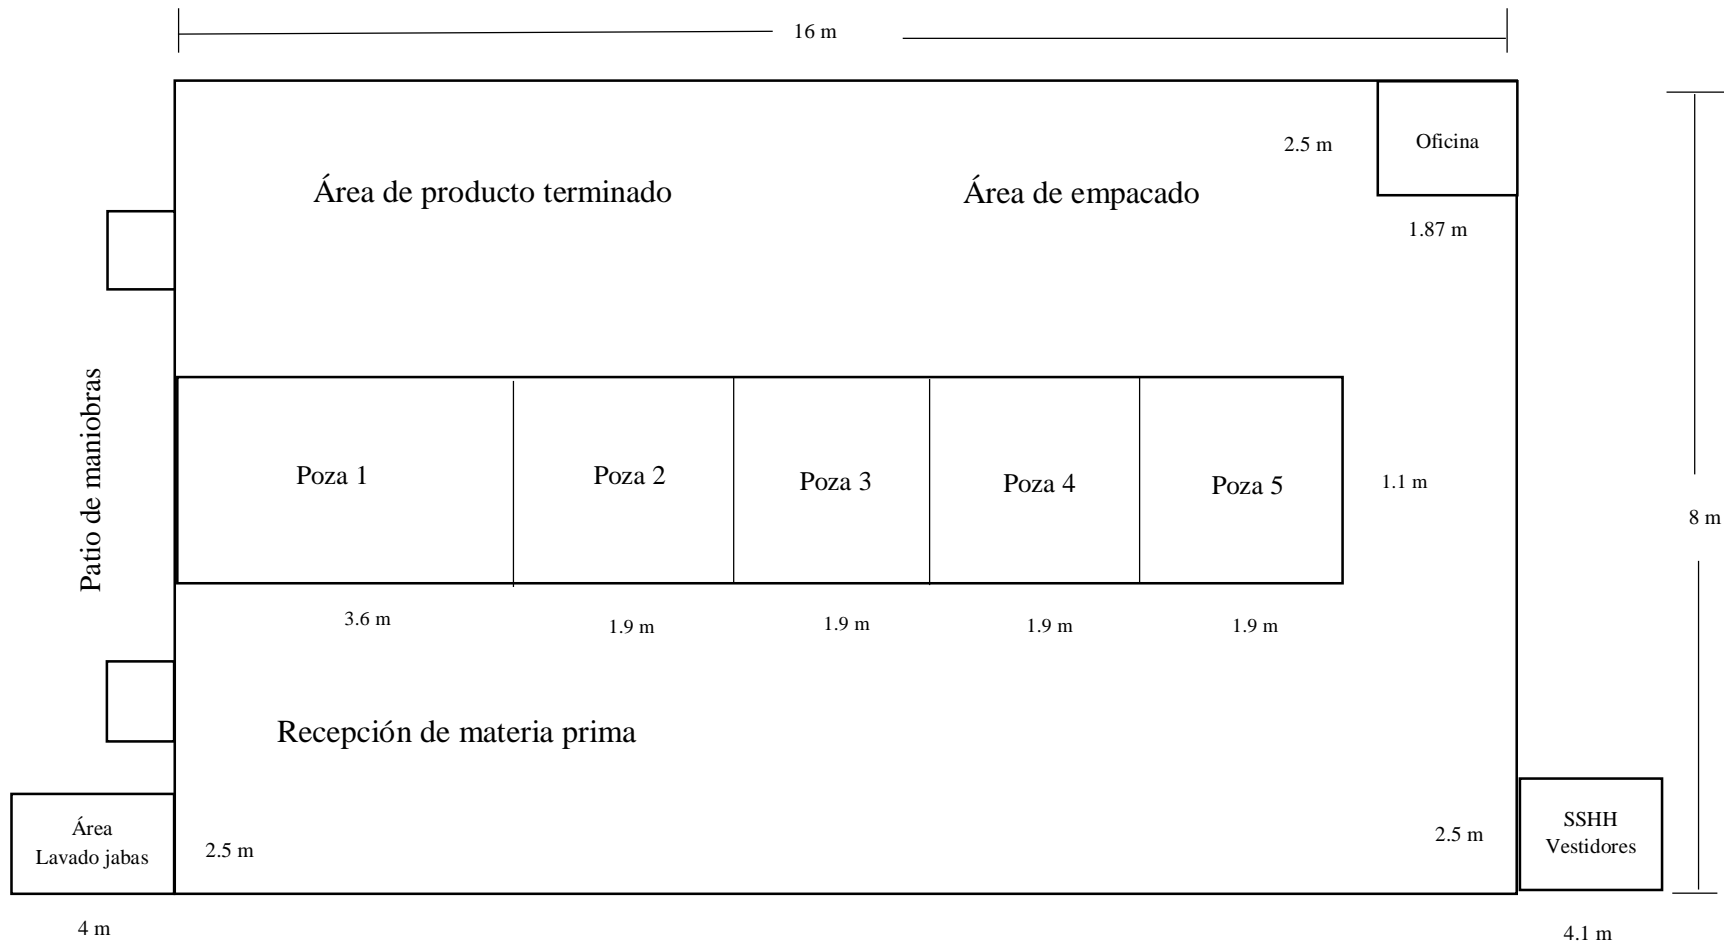 16 m
2.5 m
Oficina
Área de producto terminado
Área de empacado
1.87 m
Patio de maniobras
Poza 1
Poza 2
Poza 3
Poza 4
Poza 5
1.1 m
8 m
3.6 m
1.9 m
1.9 m
1.9 m
1.9 m
Recepción de materia prima
Área
Lavado jabas
2.5 m
2.5 m
SSHH
Vestidores
4 m
4.1 m